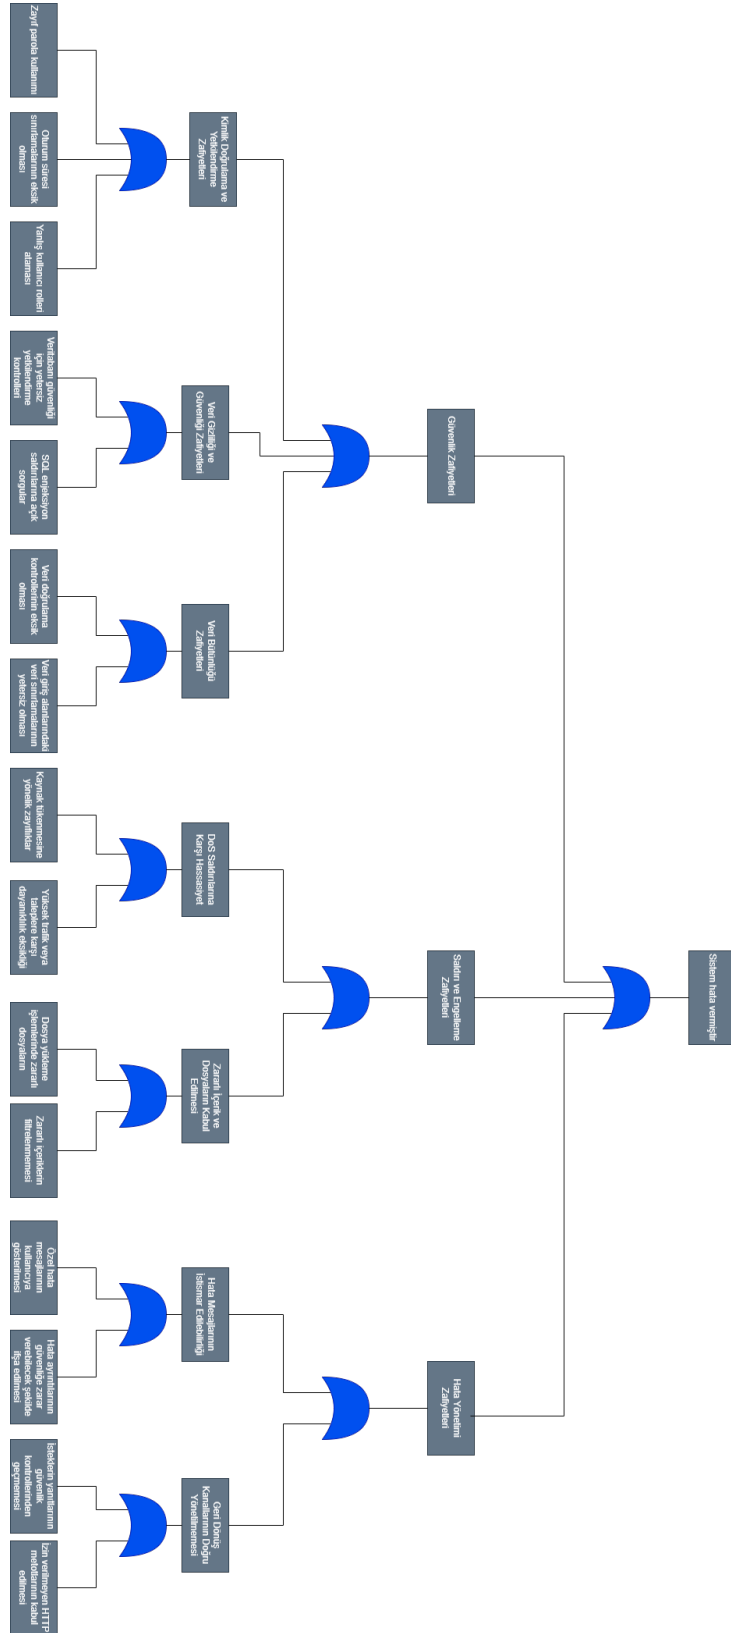 Sistem hata vermiştir
Güvenlik Zafiyetleri
Saldırı ve Engelleme
Zafiyetleri
Hata Yönetimi
Zafiyetleri
Kimlik Doğrulama ve
Yetkilendirme
Zafiyetleri
Veri Gizliliği ve
Güvenliği Zafiyetleri
Veri Bütünlüğü
Zafiyetleri
DoS Saldırılarına
Karşı Hassasiyet
Zararlı İçerik ve
Dosyaların Kabul
Edilmesi
Hata Mesajlarının
İstismar Edilebilirliği
Geri Dönüş
Kanallarının Doğru
Yönetilmemesi
Zayıf parola kullanımı
Oturum süresi
sınırlamalarının eksik
olması
Yanlış kullanıcı rolleri
ataması
Veritabanı güvenliği
için yetersiz
yetkilendirme
kontrolleri
SQL enjeksiyon
saldırılarına açık
sorgular
Veri doğrulama
kontrollerinin eksik
olması
Veri giriş alanlarındaki
veri sınırlamalarının
yetersiz olması
Kaynak tükenmesine
yönelik zayıflıklar
Yüksek trafik veya
taleplere karşı
dayanıklılık eksikliği
Dosya yükleme
işlemlerinde zararlı
dosyaların
Zararlı içeriklerin
filtrelenmemesi
Özel hata
mesajlarının
kullanıcıya
gösterilmesi
Hata ayrıntılarının
güvenliğe zarar
verebilecek şekilde
ifşa edilmesi
İsteklerin yanıtlarının
güvenlik
kontrollerinden
geçmemesi
İzin verilmeyen HTTP
metotlarının kabul
edilmesi